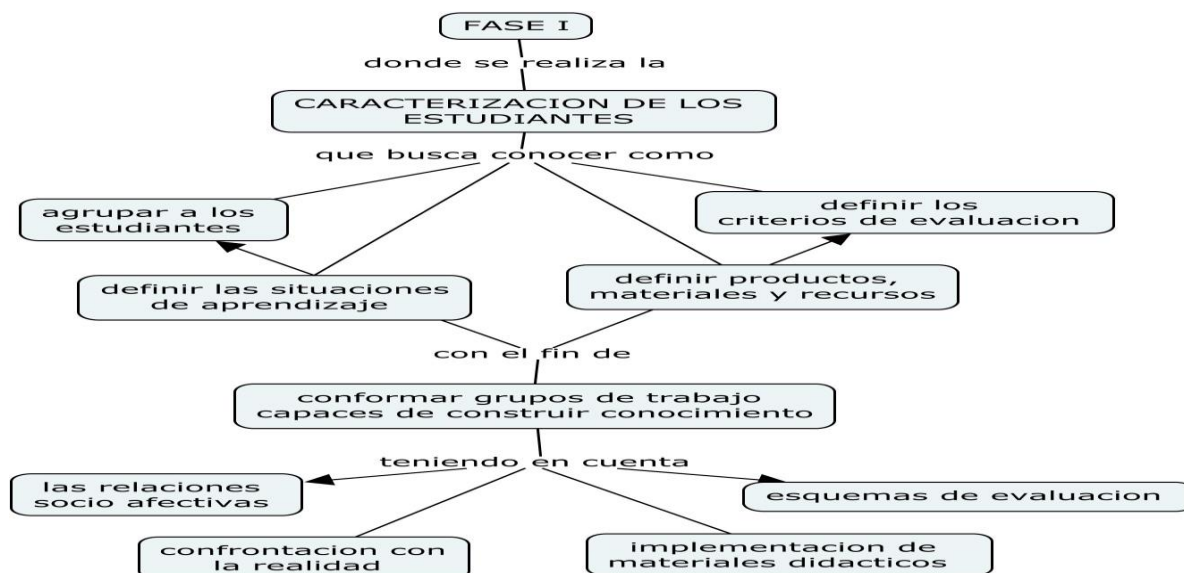 FASE I
donde se realiza la
CARACTERIZACION DE LOS
ESTUDIANTES
que busca conocer como
agrupar a los
estudiantes
definir los
criterios de evaluacion
definir las situaciones
de aprendizaje
definir productos,
materiales y recursos
con el fin de
conformar grupos de trabajo
capaces de construir conocimiento
teniendo en cuenta
las relaciones
socio afectivas
esquemas de evaluacion
confrontacion con
la realidad
implementacion de
materiales didacticos